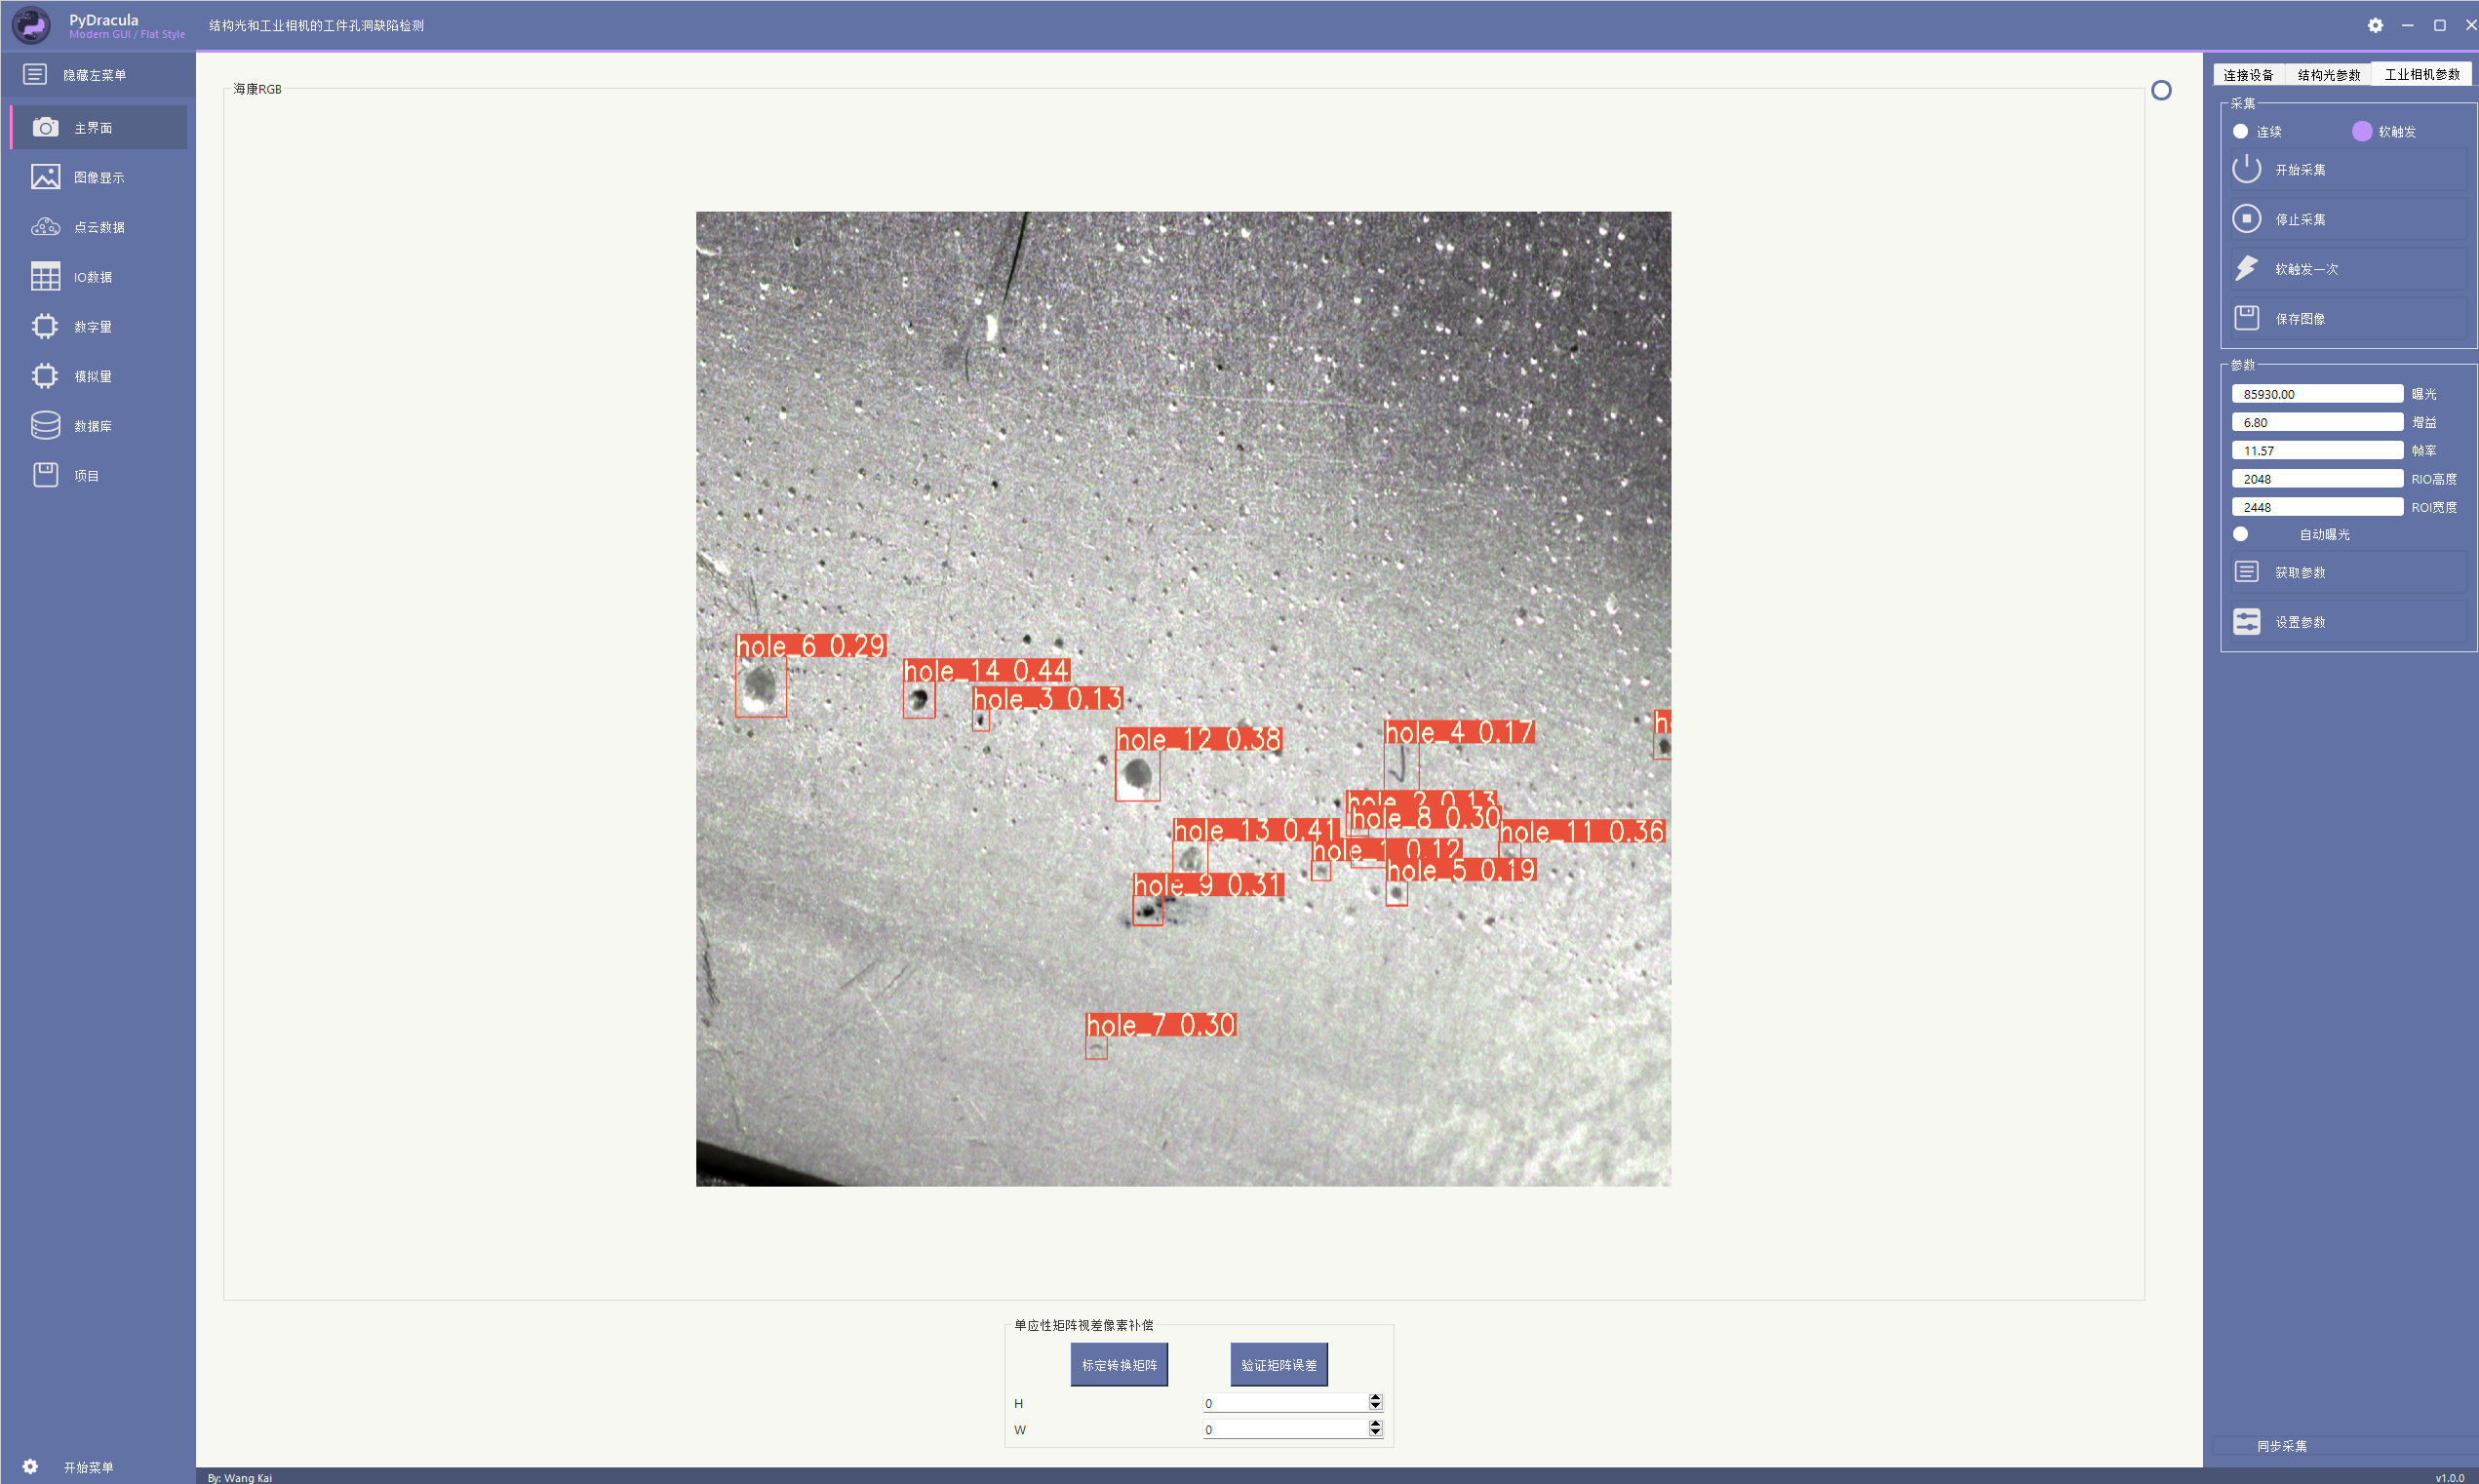 PyDracula
Modern GUI / Flat Style
结构光和工业相机的工件孔洞缺陷检测
隐藏左菜单
主界面
图像显示
点云数据
IO数据
数字量
模拟量
数据库
项目
开始菜单
海康RGB
hole_6 0.29
hole_14 0.44
hole_3 0.13
hole_12 0.38
hole_4 0.17
hole_2 0.13
hole_8 0.30
hole_13 0.41
hole_11 0.36
hole_1 0.12
hole_5 0.19
hole_9 0.31
hole_7 0.30
单应性矩阵视差像素补偿
标定转换矩阵 验证矩阵误差
H 0
W 0
连接设备 结构光参数 工业相机参数
采集
连续 软触发
开始采集
停止采集
软触发一次
保存图像
参数
85930.00 曝光
6.80 增益
11.57 帧率
2048 RIO高度
2448 ROI宽度
自动曝光
获取参数
设置参数
同步采集
By: Wang Kai
v1.0.0